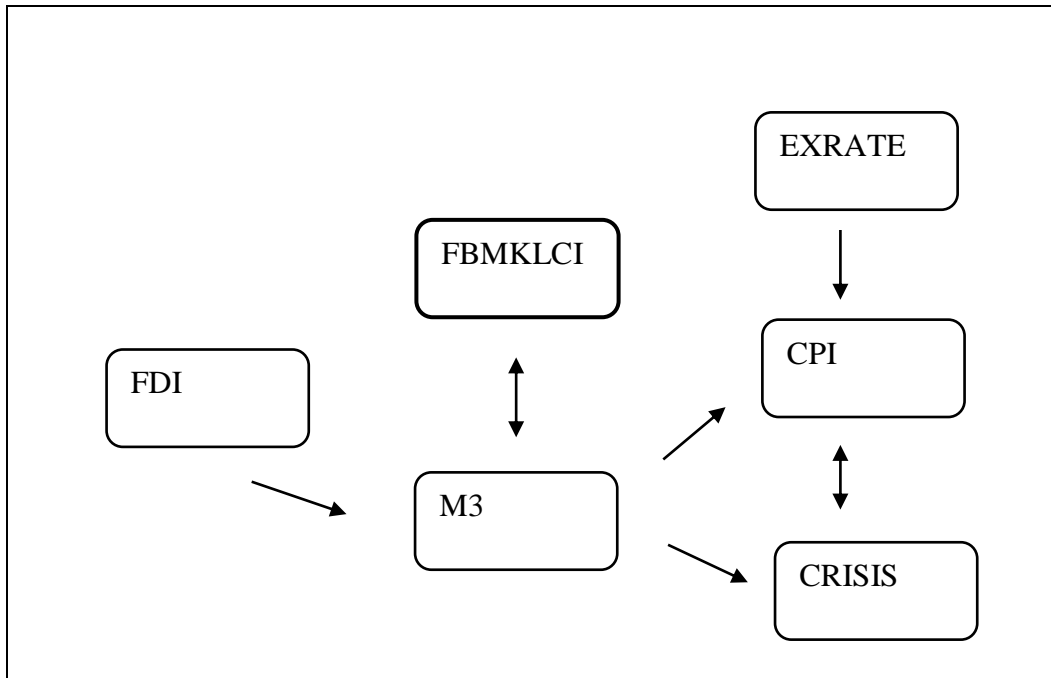 EXRATE
FBMKLCI
CPI
FDI
M3
CRISIS